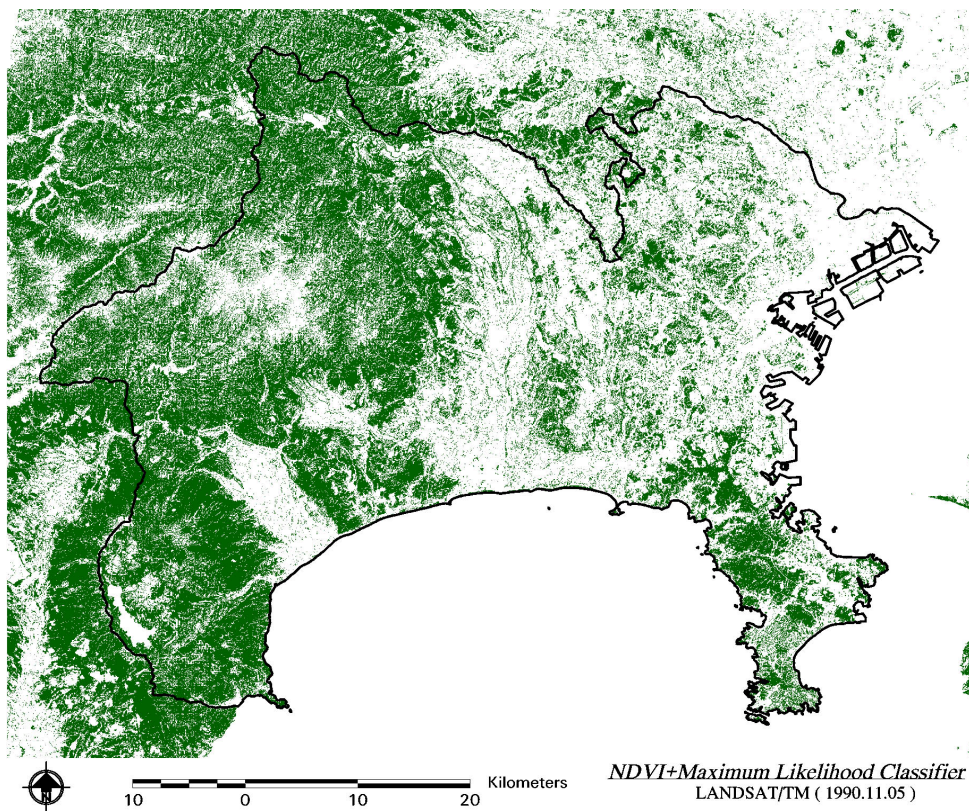 N
Kilometers
10 0 10 20
NDVI+Maximum Likelihood Classifier
LANDSAT/TM ( 1990.11.05 )